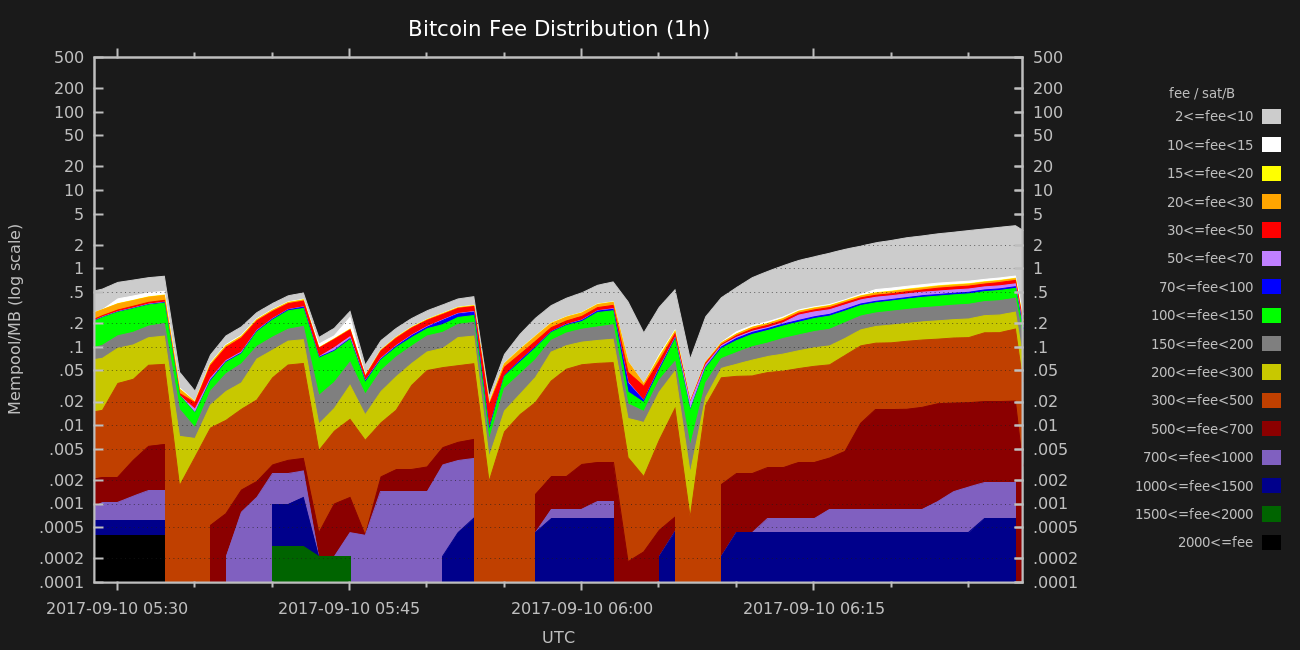 Bitcoin Fee Distribution (1h)
500 500
200 200
100 100
50 50
20 20
10 10
5 5
2 2
1 1
.5 .5
.2 .2
.1 .1
.05 .05
.02 .02
.01 .01
.005 .005
.002 .002
.001 .001
.0005 .0005
.0002 .0002
.0001 .0001
Mempool/MB (log scale)
2017-09-10 05:30 2017-09-10 05:45 2017-09-10 06:00 2017-09-10 06:15
UTC
fee / sat/B
2<=fee<10
10<=fee<15
15<=fee<20
20<=fee<30
30<=fee<50
50<=fee<70
70<=fee<100
100<=fee<150
150<=fee<200
200<=fee<300
300<=fee<500
500<=fee<700
700<=fee<1000
1000<=fee<1500
1500<=fee<2000
2000<=fee